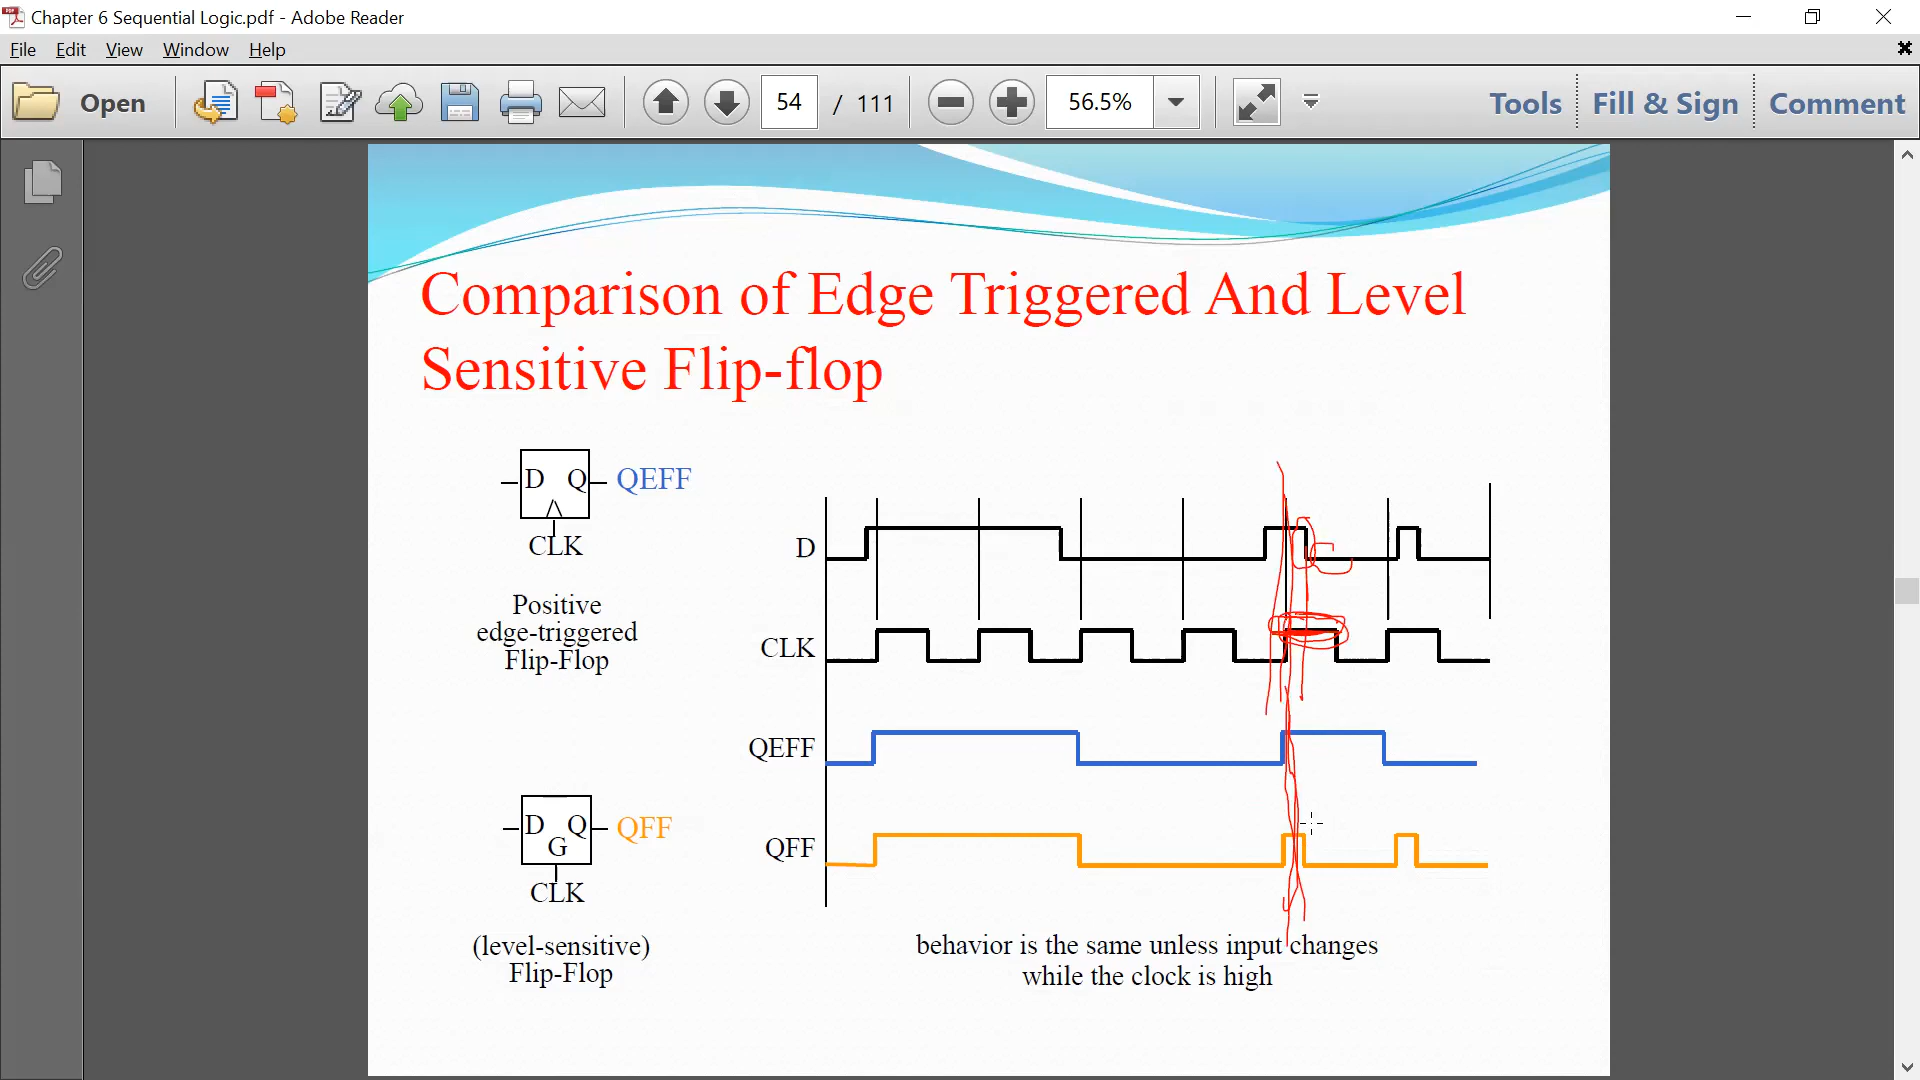 Chapter 6 Sequential Logic.pdf - Adobe Reader
File Edit View Window Help
Open
54 / 111
56.5%
Tools Fill & Sign Comment
Comparison of Edge Triggered And Level
Sensitive Flip-flop
D Q QEFF
CLK
Positive
edge-triggered
Flip-Flop
D Q QFF
G
CLK
(level-sensitive)
Flip-Flop
D
CLK
QEFF
QFF
behavior is the same unless input changes
while the clock is high